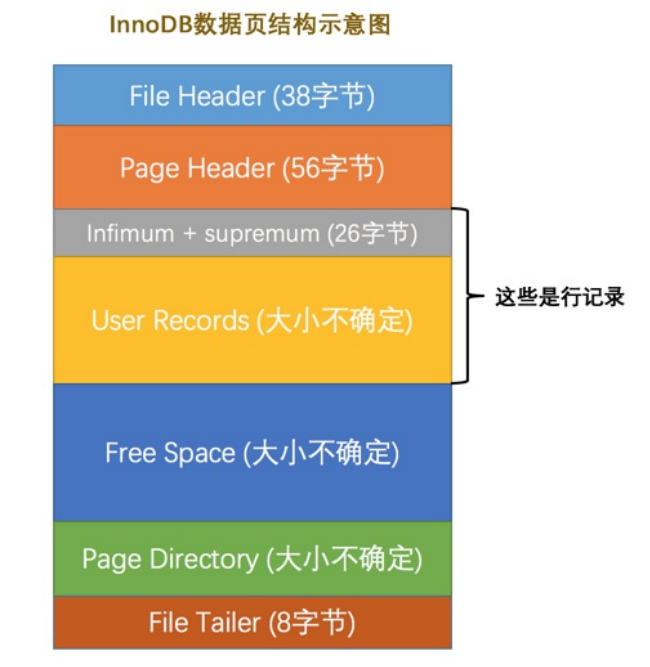 InnoDB数据页结构示意图
File Header (38字节)
Page Header (56字节)
Infimum + supremum (26字节)
这些是行记录
User Records (大小不确定)
Free Space (大小不确定)
Page Directory (大小不确定)
File Tailer (8字节)